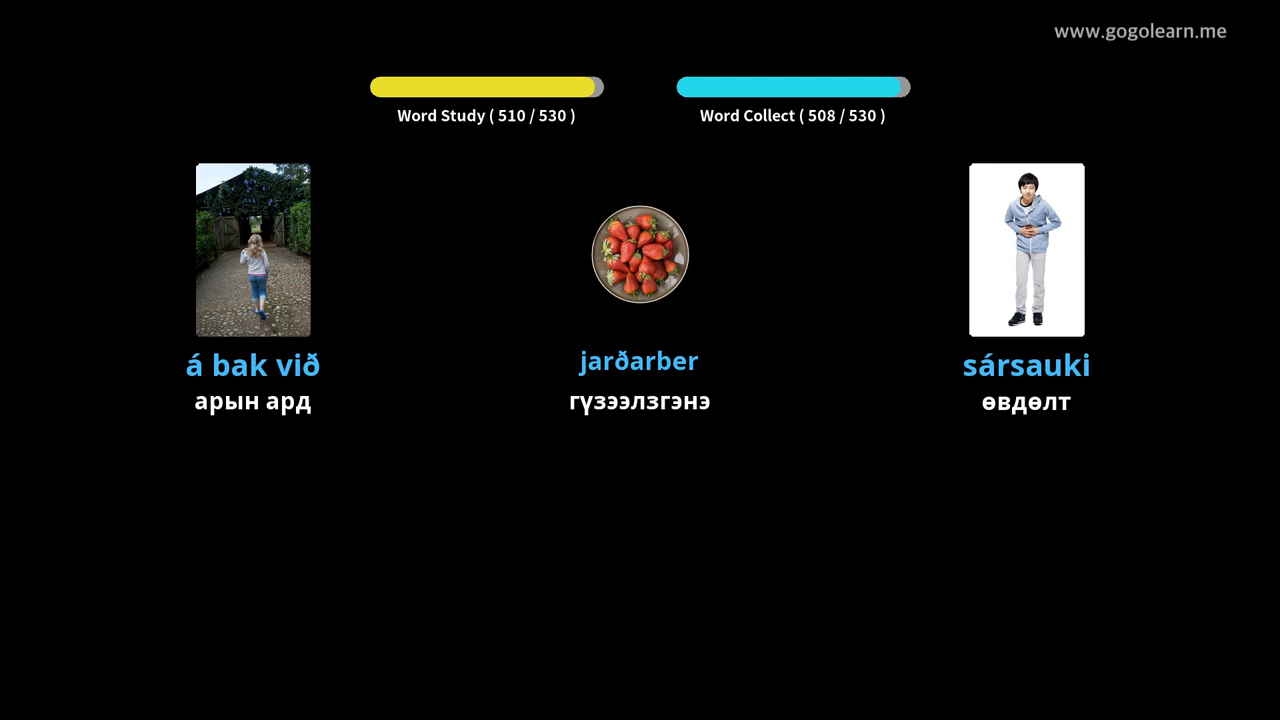 www.gogolearn.me
Word Study ( 510 / 530 )
Word Collect ( 508 / 530 )
á bak við
арын ард
jarðarber
гүзээлзгэнэ
sársauki
өвдөлт